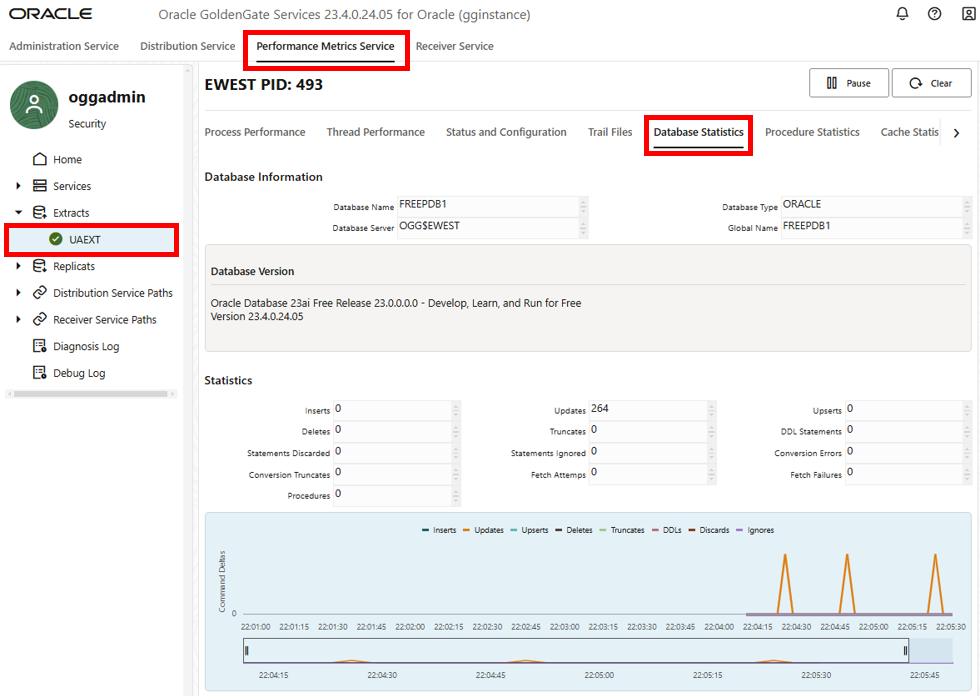 ORACLE Oracle GoldenGate Services 23.4.0.24.05 for Oracle (gginstance)
Administration Service Distribution Service Performance Metrics Service Receiver Service
oggadmin
Security
Home
Services
Extracts
UAEXT
Replicats
Distribution Service Paths
Receiver Service Paths
Diagnosis Log
Debug Log
EWEST PID: 493 Pause Clear
Process Performance Thread Performance Status and Configuration Trail Files Database Statistics Procedure Statistics Cache Statis
Database Information
Database Name FREEPDB1 Database Type ORACLE
Database Server OGG$EWEST Global Name FREEPDB1
Database Version
Oracle Database 23ai Free Release 23.0.0.0.0 - Develop, Learn, and Run for Free
Version 23.4.0.24.05
Statistics
Inserts 0 Updates 264 Upserts 0
Deletes 0 Truncates 0 DDL Statements 0
Statements Discarded 0 Statements Ignored 0 Conversion Errors 0
Conversion Truncates 0 Fetch Attemps 0 Fetch Failures 0
Procedures 0
Inserts Updates Upserts Deletes Truncates DDLs Discards Ignores
Command Deltas
0
22:01:00 22:01:15 22:01:30 22:01:45 22:02:00 22:02:15 22:02:30 22:02:45 22:03:00 22:03:15 22:03:30 22:03:45 22:04:00 22:04:15 22:04:30 22:04:45 22:05:00 22:05:15 22:05:30
22:04:15 22:04:30 22:04:45 22:05:00 22:05:15 22:05:30 22:05:45